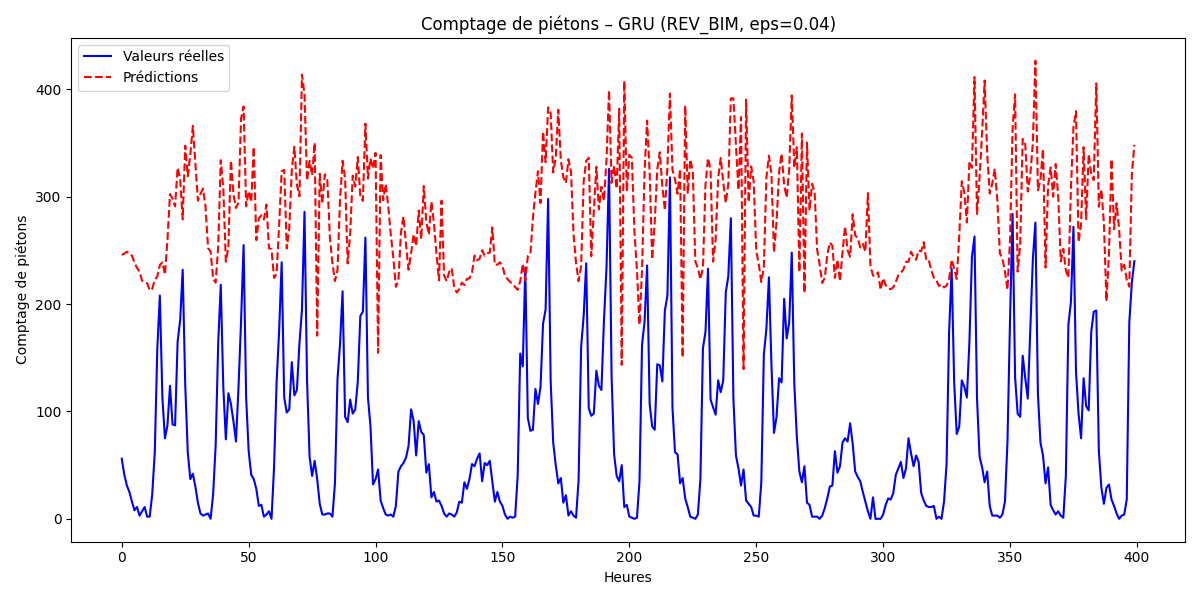 Comptage de piétons – GRU (REV_BIM, eps=0.04)
Valeurs réelles
Prédictions
Comptage de piétons
400
300
200
100
0
0 50 100 150 200 250 300 350 400
Heures